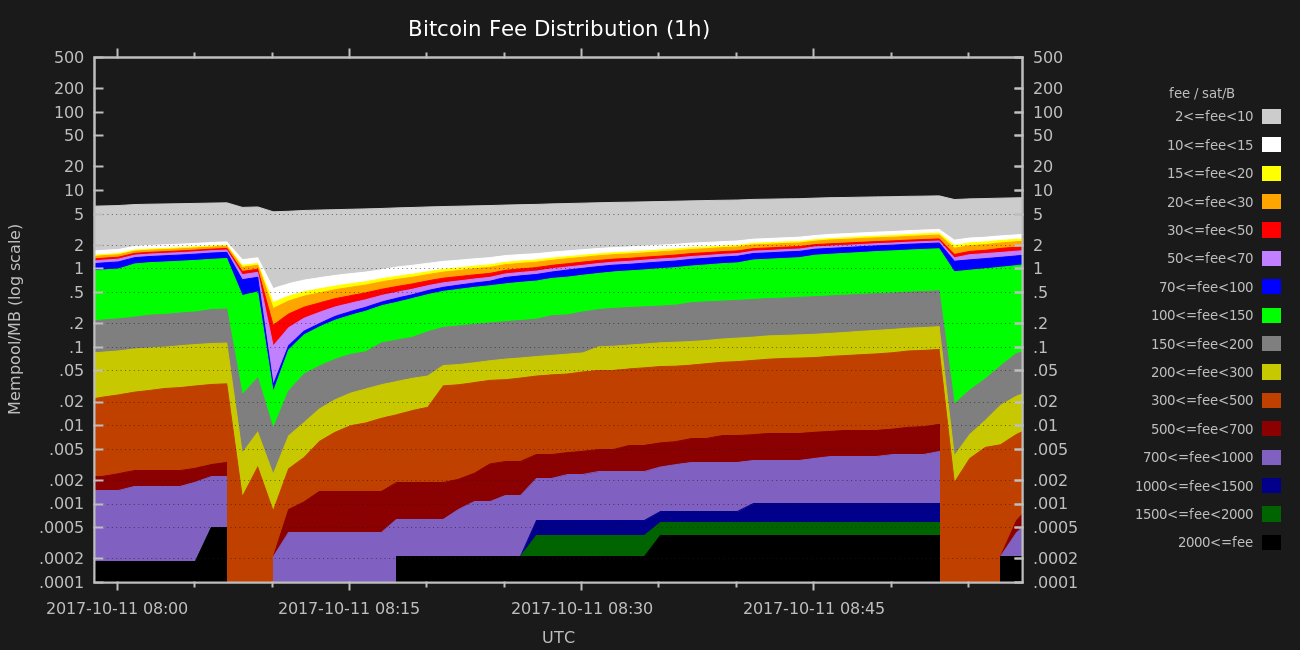 Bitcoin Fee Distribution (1h)
500
200
100
50
20
10
5
2
1
.5
.2
.1
.05
.02
.01
.005
.002
.001
.0005
.0002
.0001
Mempool/MB (log scale)
500
200
100
50
20
10
5
2
1
.5
.2
.1
.05
.02
.01
.005
.002
.001
.0005
.0002
.0001
2017-10-11 08:00 2017-10-11 08:15 2017-10-11 08:30 2017-10-11 08:45
UTC
fee / sat/B
2<=fee<10
10<=fee<15
15<=fee<20
20<=fee<30
30<=fee<50
50<=fee<70
70<=fee<100
100<=fee<150
150<=fee<200
200<=fee<300
300<=fee<500
500<=fee<700
700<=fee<1000
1000<=fee<1500
1500<=fee<2000
2000<=fee